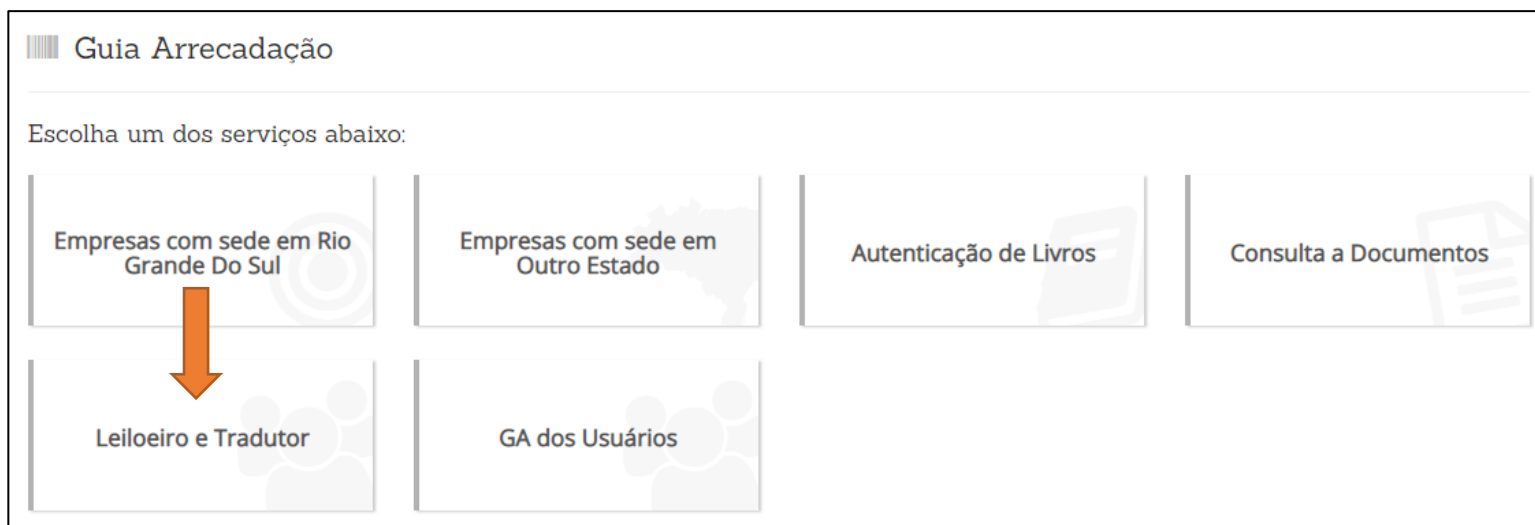 Guia Arrecadação
Escolha um dos serviços abaixo:
Empresas com sede em Rio
Grande Do Sul
Empresas com sede em
Outro Estado
Autenticação de Livros
Consulta a Documentos
Leiloeiro e Tradutor
GA dos Usuários